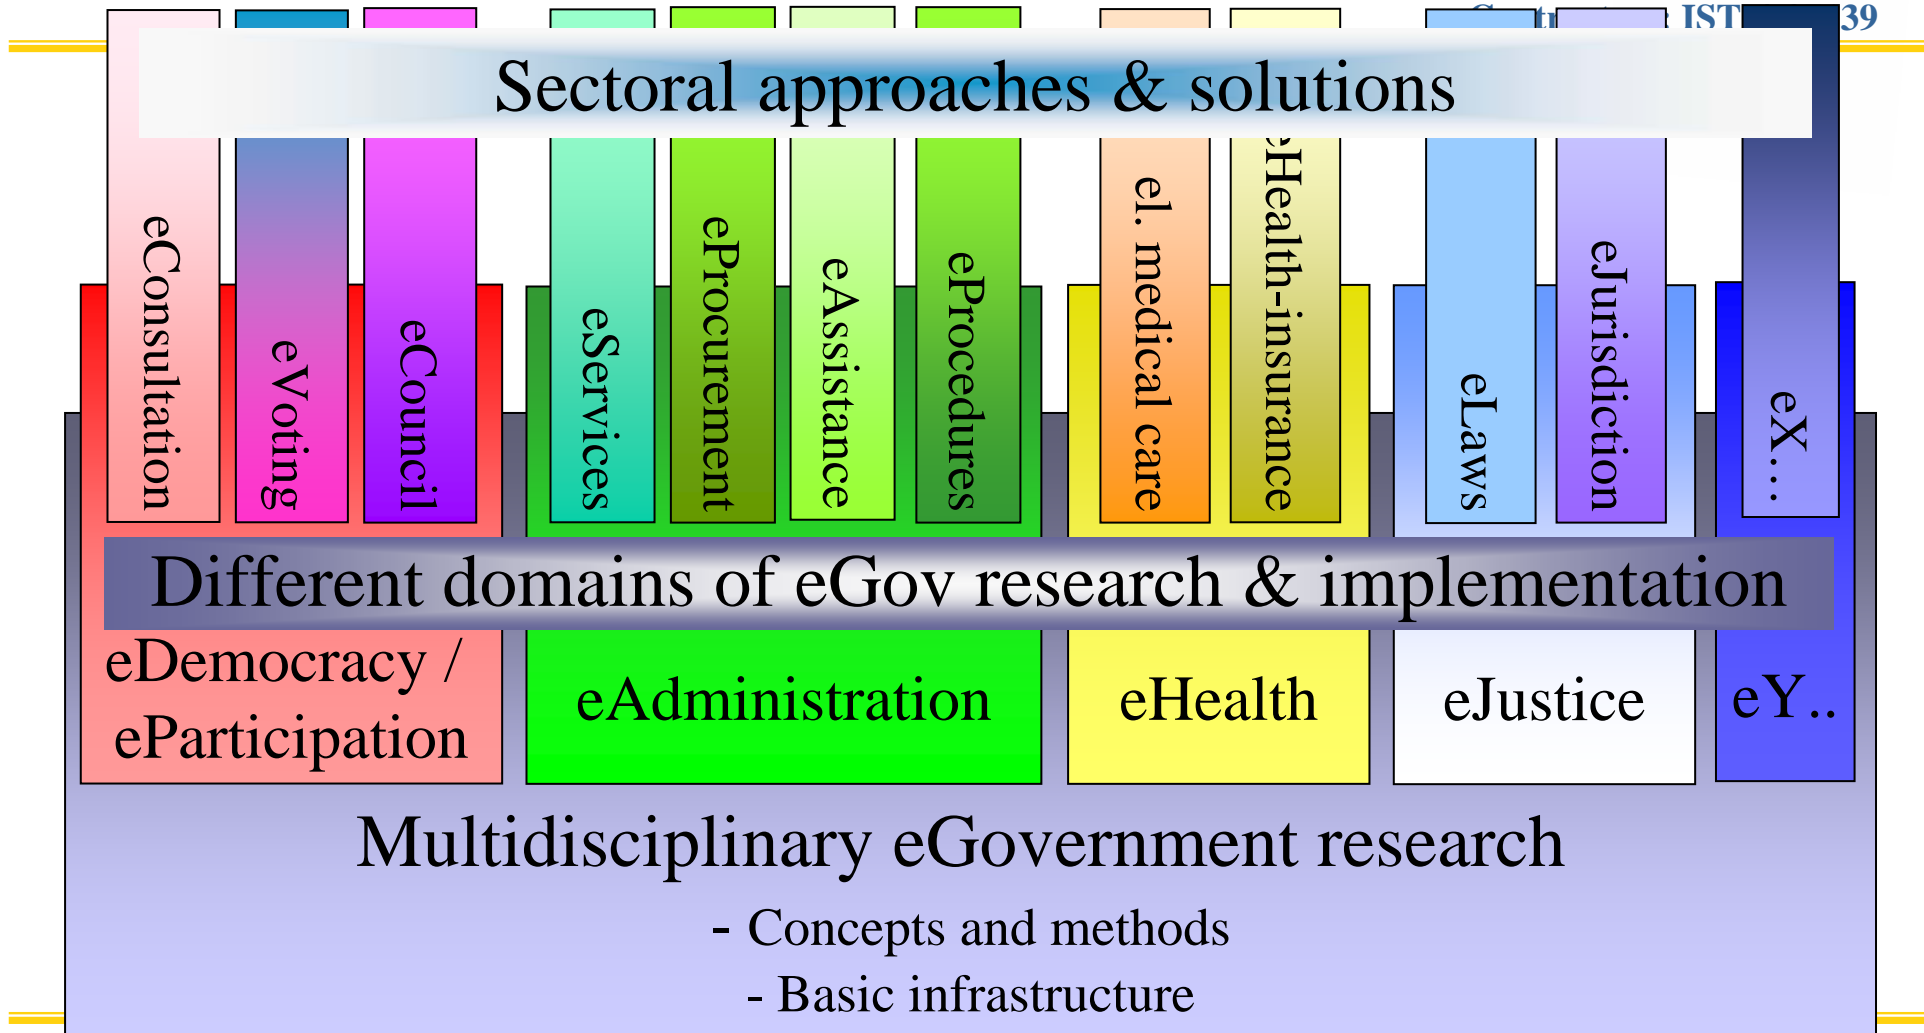 IST
39
Sectoral approaches & solutions
eConsultation
eVoting
eCouncil
eServices
eProcurement
eAssistance
eProcedures
el. medical care
eHealth-insurance
eLaws
eJurisdiction
eX…
Different domains of eGov research & implementation
eDemocracy /
eParticipation
eAdministration
eHealth
eJustice
eY..
Multidisciplinary eGovernment research
- Concepts and methods
- Basic infrastructure